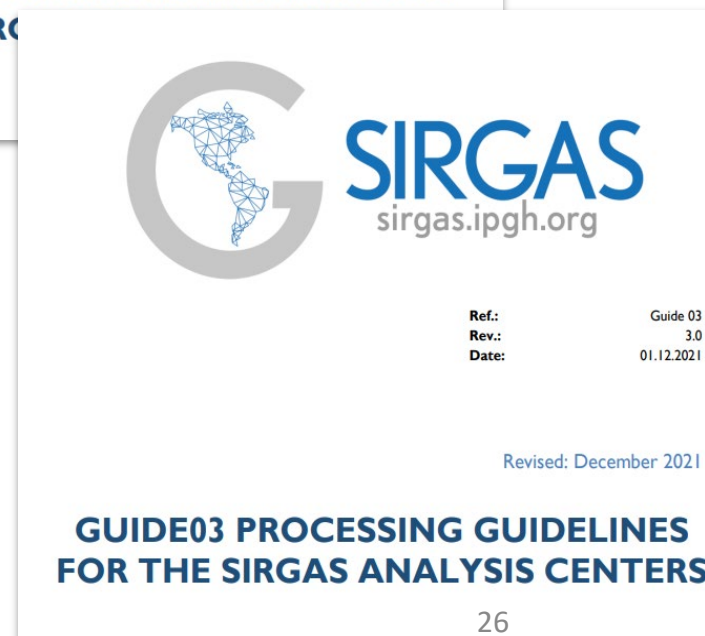 SIRGAS
sirgas.ipgh.org
Ref.: Guide 03
Rev.: 3.0
Date: 01.12.2021
Revised: December 2021
GUIDE03 PROCESSING GUIDELINES
FOR THE SIRGAS ANALYSIS CENTERS
26